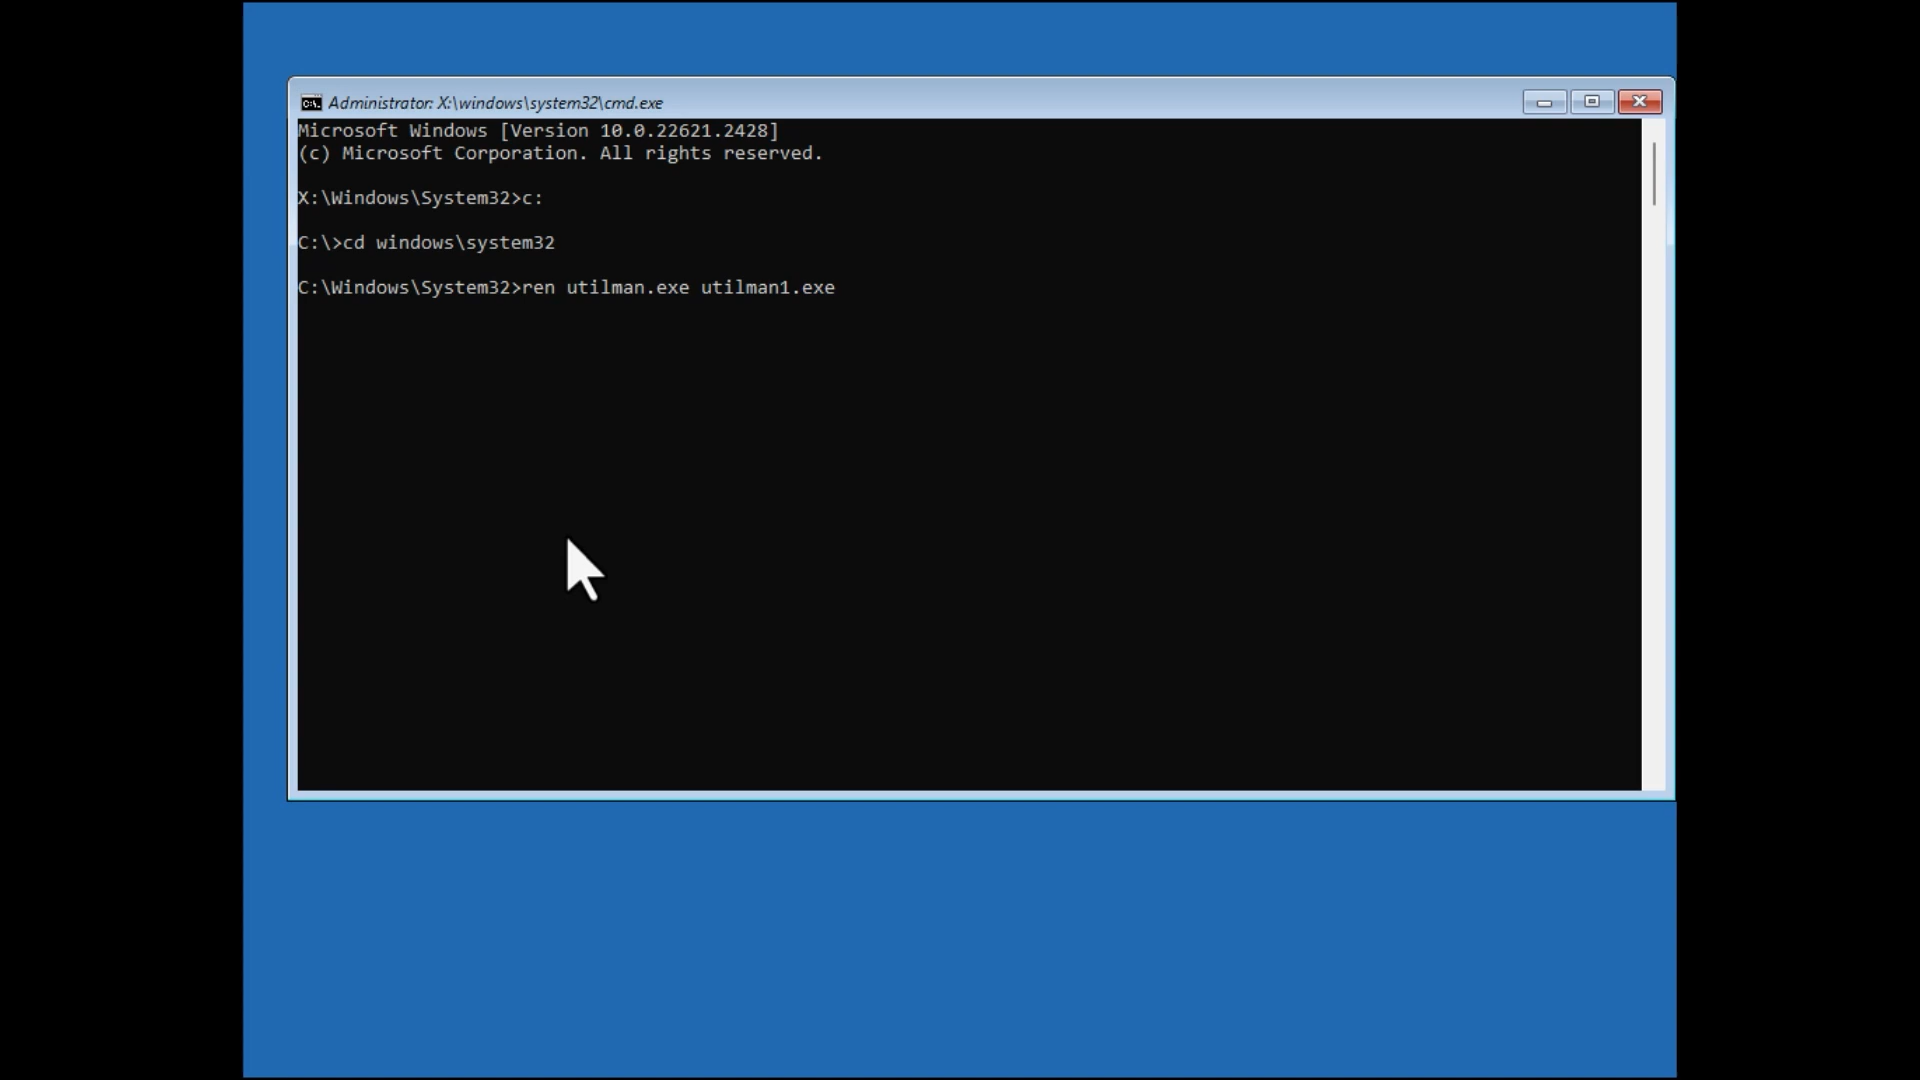 Administrator: X:\windows\system32\cmd.exe
Microsoft Windows [Version 10.0.22621.2428]
(c) Microsoft Corporation. All rights reserved.
X:\Windows\System32>c:
C:\>cd windows\system32
C:\Windows\System32>ren utilman.exe utilman1.exe